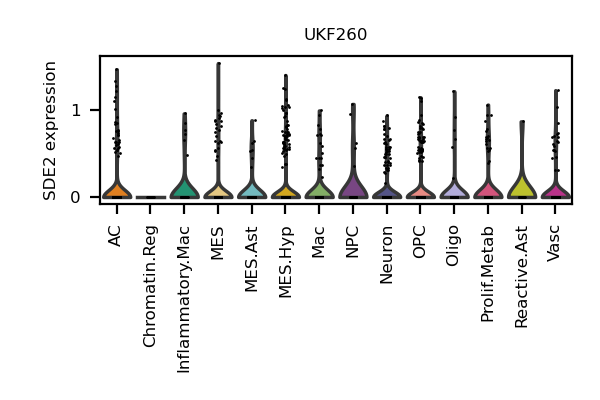 UKF260
SDE2 expression
1
0
AC
Chromatin.Reg
Inflammatory.Mac
MES
MES.Ast
MES.Hyp
Mac
NPC
Neuron
OPC
Oligo
Prolif.Metab
Reactive.Ast
Vasc